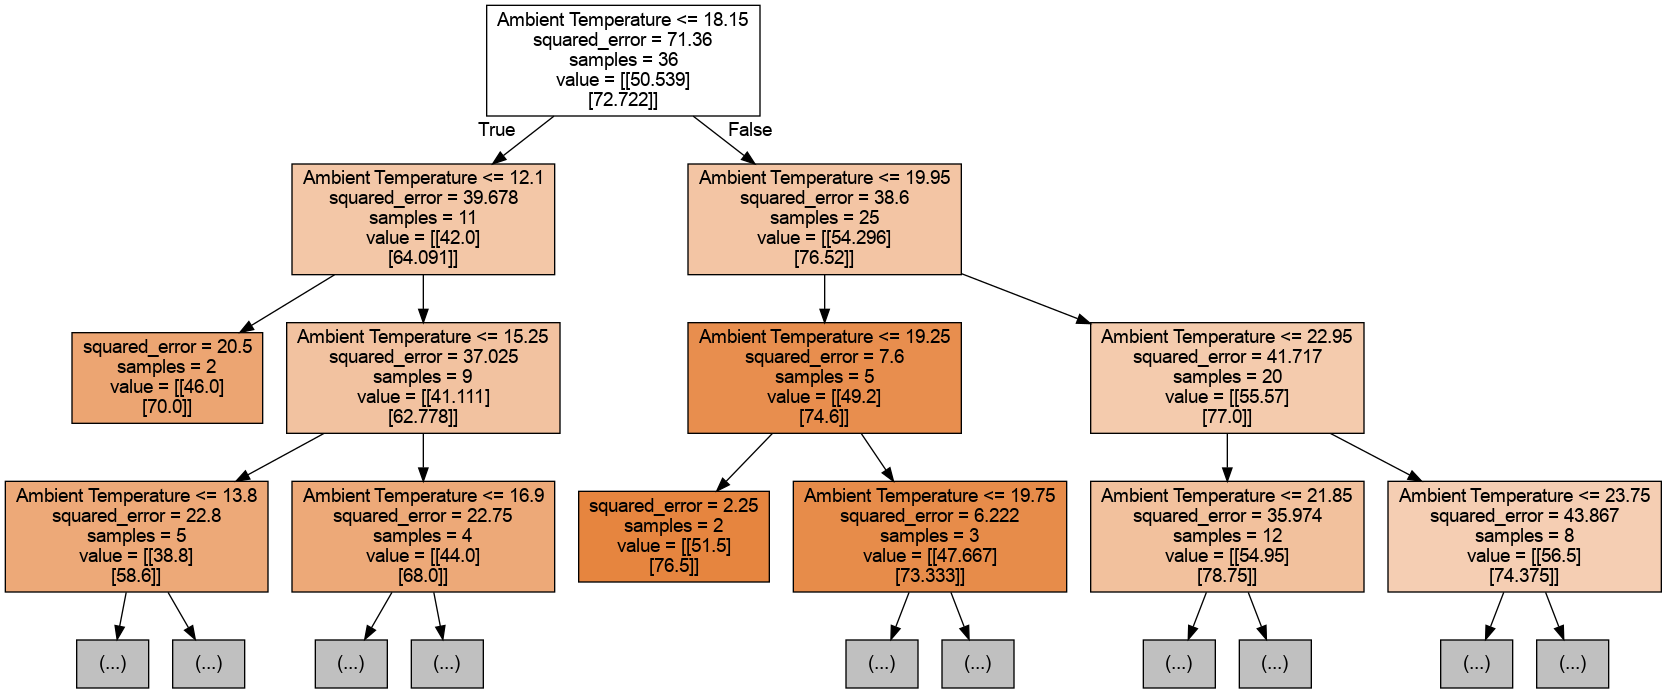 Ambient Temperature <= 18.15
squared_error = 71.36
samples = 36
value = [[50.539]
[72.722]]
True
False
Ambient Temperature <= 12.1
squared_error = 39.678
samples = 11
value = [[42.0]
[64.091]]
Ambient Temperature <= 19.95
squared_error = 38.6
samples = 25
value = [[54.296]
[76.52]]
squared_error = 20.5
samples = 2
value = [[46.0]
[70.0]]
Ambient Temperature <= 15.25
squared_error = 37.025
samples = 9
value = [[41.111]
[62.778]]
Ambient Temperature <= 19.25
squared_error = 7.6
samples = 5
value = [[49.2]
[74.6]]
Ambient Temperature <= 22.95
squared_error = 41.717
samples = 20
value = [[55.57]
[77.0]]
Ambient Temperature <= 13.8
squared_error = 22.8
samples = 5
value = [[38.8]
[58.6]]
Ambient Temperature <= 16.9
squared_error = 22.75
samples = 4
value = [[44.0]
[68.0]]
squared_error = 2.25
samples = 2
value = [[51.5]
[76.5]]
Ambient Temperature <= 19.75
squared_error = 6.222
samples = 3
value = [[47.667]
[73.333]]
Ambient Temperature <= 21.85
squared_error = 35.974
samples = 12
value = [[54.95]
[78.75]]
Ambient Temperature <= 23.75
squared_error = 43.867
samples = 8
value = [[56.5]
[74.375]]
(...)
(...)
(...)
(...)
(...)
(...)
(...)
(...)
(...)
(...)